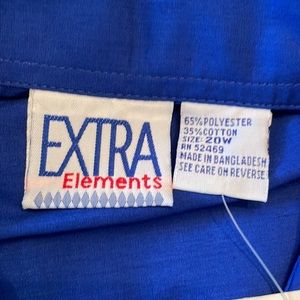 EXTRA
Elements
65% POLYESTER
35% COTTON
SIZE: 20W
RN 52469
MADE IN BANGLADESH
SEE CARE ON REVERSE